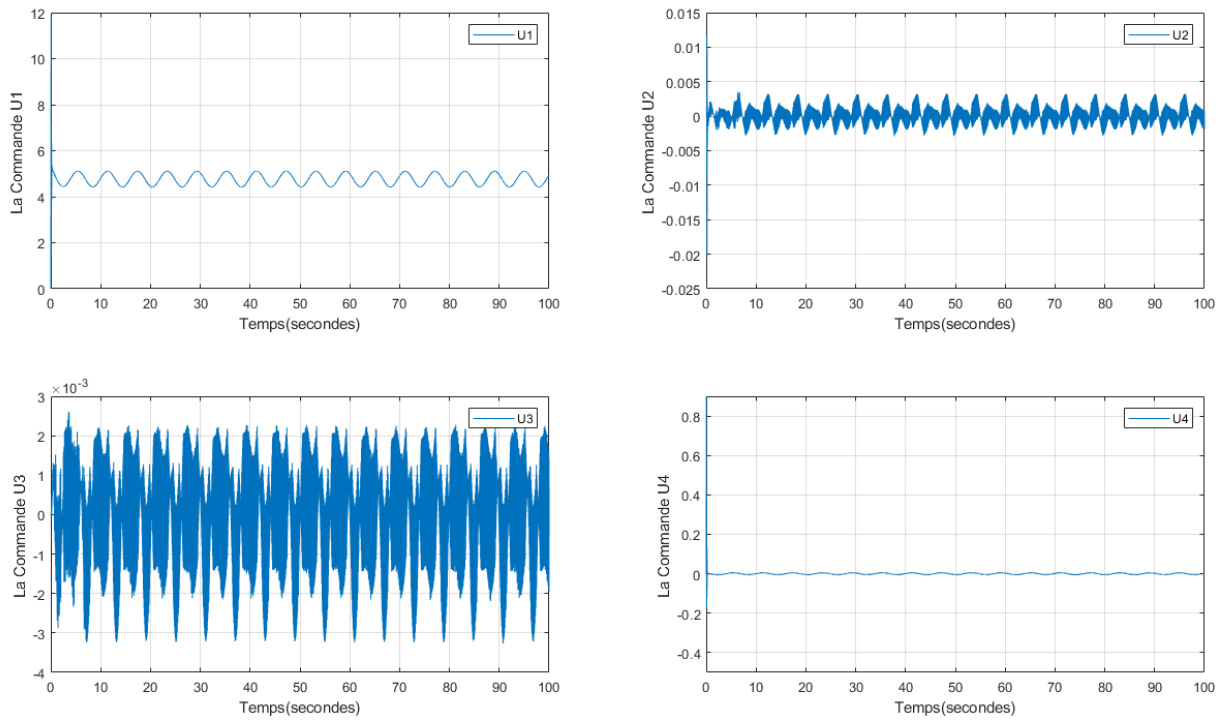 12
10
8
6
4
2
0
La Commande U1
U1
0 10 20 30 40 50 60 70 80 90 100
Temps(secondes)
0.015
0.01
0.005
0
-0.005
-0.01
-0.015
-0.02
-0.025
La Commande U2
U2
0 10 20 30 40 50 60 70 80 90 100
Temps(secondes)
×10⁻³
3
2
1
0
-1
-2
-3
-4
La Commande U3
U3
0 10 20 30 40 50 60 70 80 90 100
Temps(secondes)
0.8
0.6
0.4
0.2
0
-0.2
-0.4
La Commande U4
U4
0 10 20 30 40 50 60 70 80 90 100
Temps(secondes)